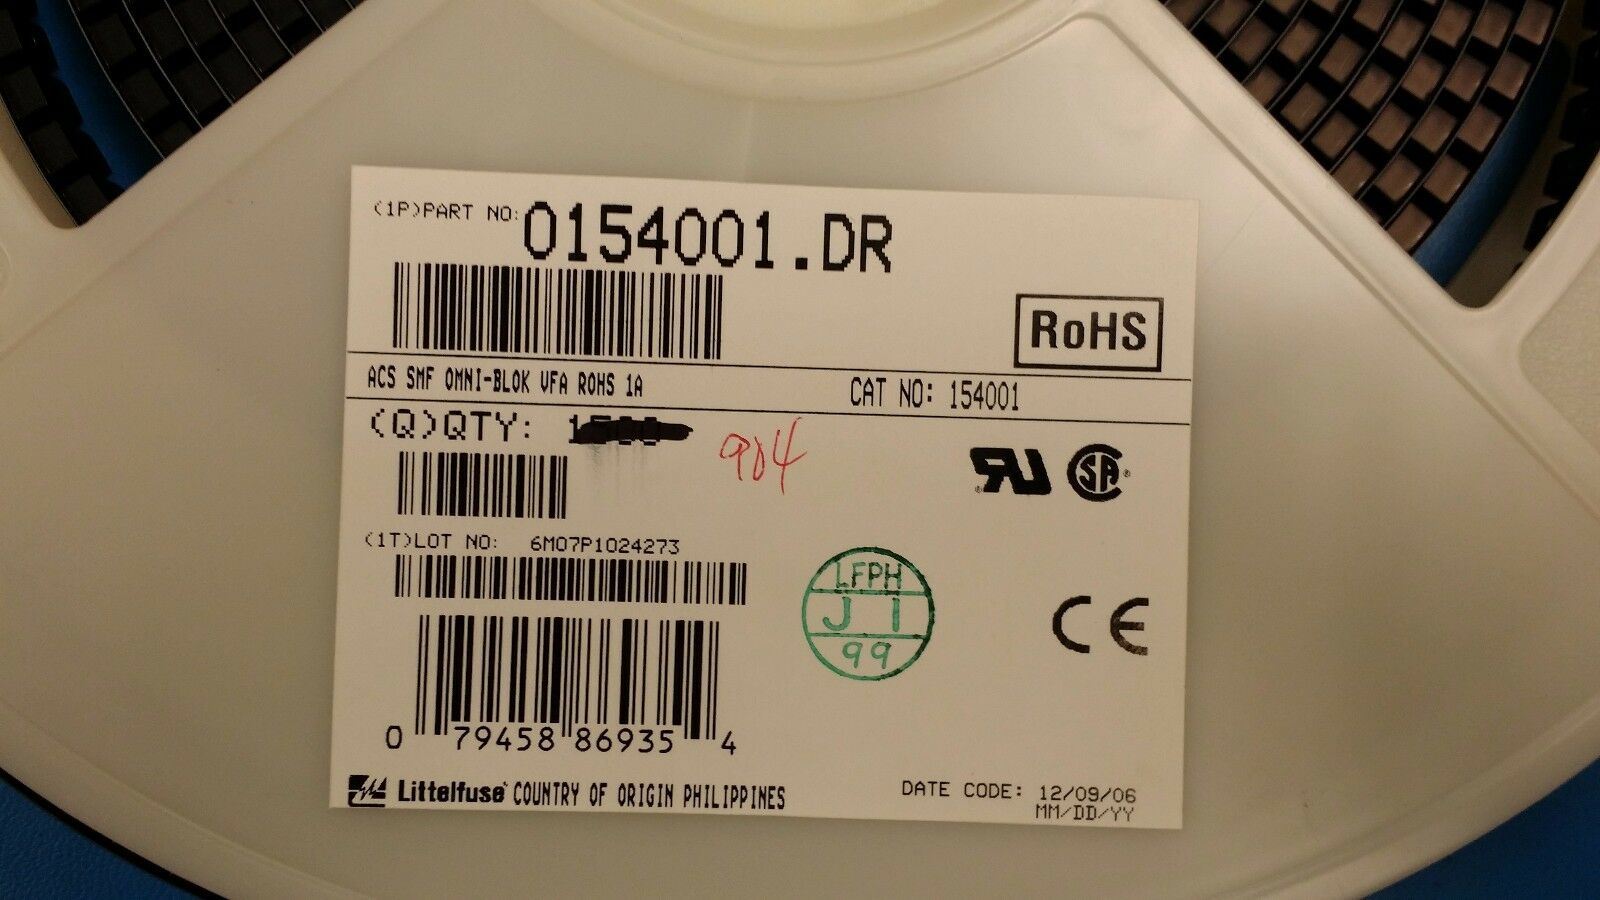 (1P)PART NO: 0154001.DR
RoHS
ACS SMF OMNI-BLOK VFA ROHS 1A CAT NO: 154001
(Q)QTY: 1500 904
(1T)LOT NO: 6M07P1024273
LFPH
J 1
99
CE
0 79458 86935 4
Littelfuse COUNTRY OF ORIGIN PHILIPPINES
DATE CODE: 12/09/06
MM/DD/YY